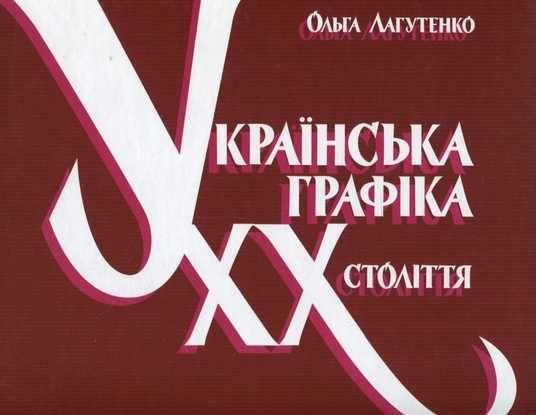 Ольга Лагутенко
Українська
графіка
XX
століття